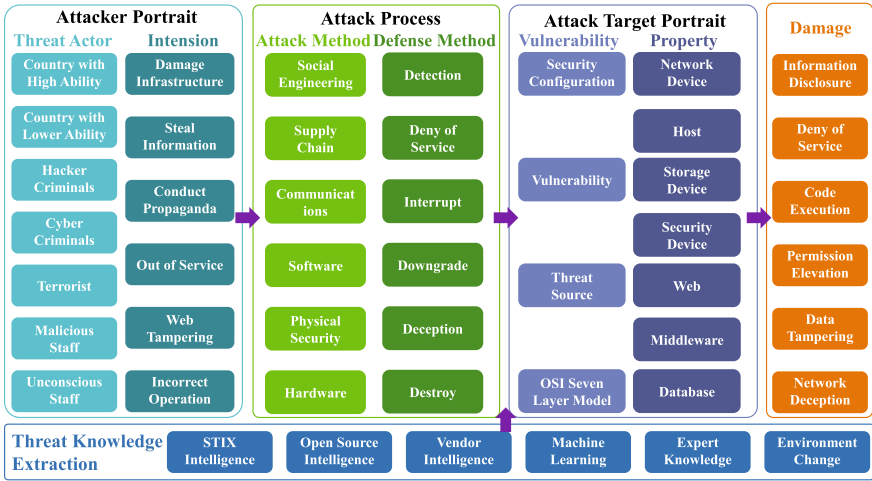 Attacker Portrait
Threat Actor
Intension
Country with
High Ability
Country with
Lower Ability
Hacker
Criminals
Cyber
Criminals
Terrorist
Malicious
Staff
Unconscious
Staff
Damage
Infrastructure
Steal
Information
Conduct
Propaganda
Out of Service
Web
Tampering
Incorrect
Operation
Attack Process
Attack Method
Defense Method
Social
Engineering
Supply
Chain
Communicat
ions
Software
Physical
Security
Hardware
Detection
Deny of
Service
Interrupt
Downgrade
Deception
Destroy
Attack Target Portrait
Vulnerability
Property
Security
Configuration
Vulnerability
Threat
Source
OSI Seven
Layer Model
Network
Device
Host
Storage
Device
Security
Device
Web
Middleware
Database
Damage
Information
Disclosure
Deny of
Service
Code
Execution
Permission
Elevation
Data
Tampering
Network
Deception
Threat Knowledge
Extraction
STIX
Intelligence
Open Source
Intelligence
Vendor
Intelligence
Machine
Learning
Expert
Knowledge
Environment
Change